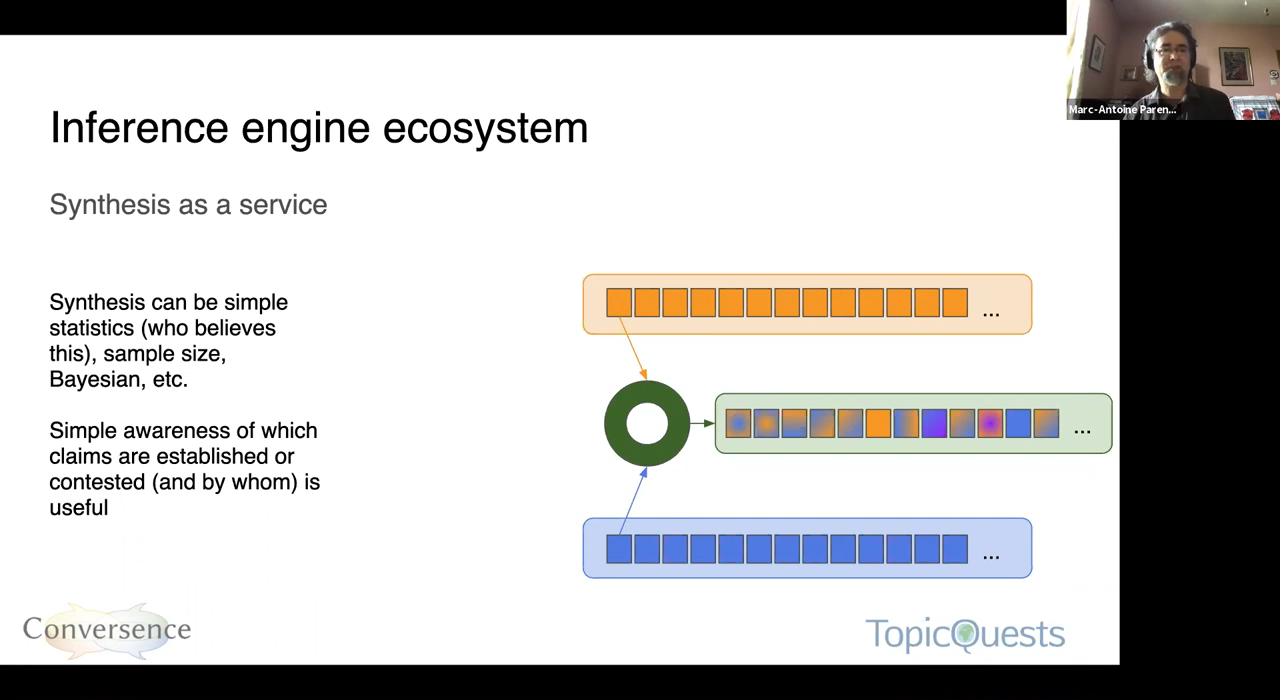 Marc-Antoine Paren...
Inference engine ecosystem
Synthesis as a service
Synthesis can be simple
statistics (who believes
this), sample size,
Bayesian, etc.
Simple awareness of which
claims are established or
contested (and by whom) is
useful
...
...
...
Conversence
TopicQuests